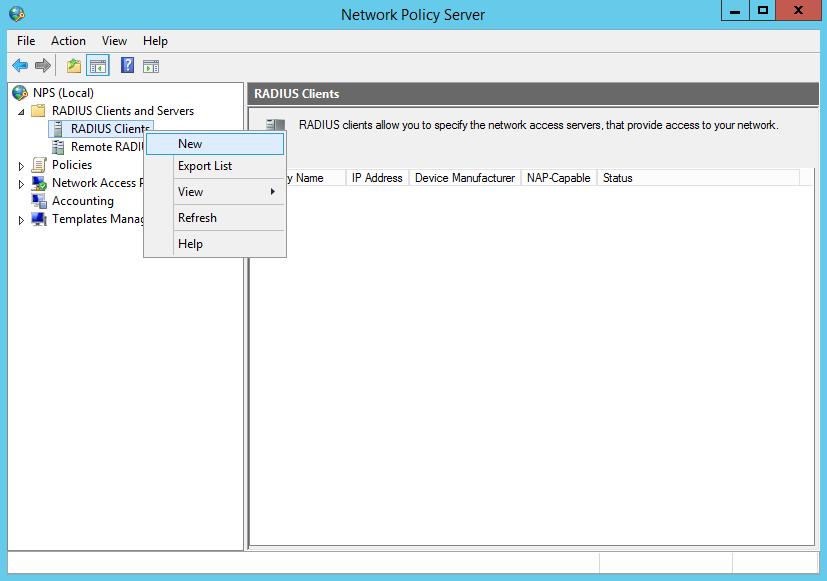 Network Policy Server
File Action View Help
NPS (Local)
RADIUS Clients and Servers
RADIUS Clients
Remote RADIU
Policies
Network Access P
Accounting
Templates Manag
New
Export List
View
Refresh
Help
RADIUS Clients
RADIUS clients allow you to specify the network access servers, that provide access to your network.
y Name IP Address Device Manufacturer NAP-Capable Status